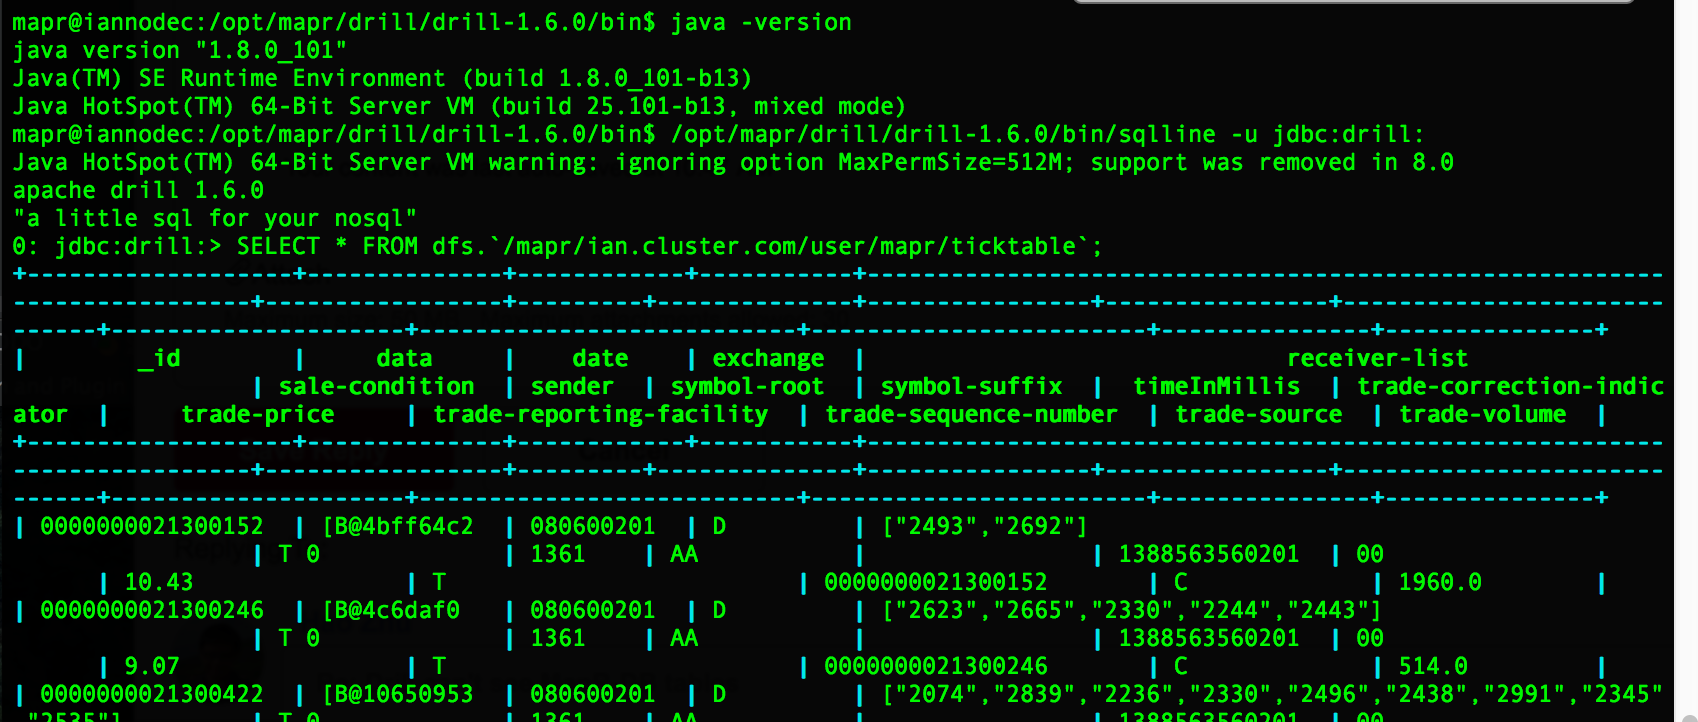 mapr@iannodec:/opt/mapr/drill/drill-1.6.0/bin$ java -version
java version "1.8.0_101"
Java(TM) SE Runtime Environment (build 1.8.0_101-b13)
Java HotSpot(TM) 64-Bit Server VM (build 25.101-b13, mixed mode)
mapr@iannodec:/opt/mapr/drill/drill-1.6.0/bin$ /opt/mapr/drill/drill-1.6.0/bin/sqlline -u jdbc:drill:
Java HotSpot(TM) 64-Bit Server VM warning: ignoring option MaxPermSize=512M; support was removed in 8.0
apache drill 1.6.0
"a little sql for your nosql"
0: jdbc:drill:> SELECT * FROM dfs.`/mapr/ian.cluster.com/user/mapr/ticktable`;
| _id | data | date | exchange | receiver-list
| sale-condition | sender | symbol-root | symbol-suffix | timeInMillis | trade-correction-indic
ator | trade-price | trade-reporting-facility | trade-sequence-number | trade-source | trade-volume |
| 0000000021300152 | [B@4bff64c2 | 080600201 | D | ["2493","2692"]
| T 0 | 1361 | AA | | 1388563560201 | 00
| 10.43 | T | 0000000021300152 | C | 1960.0 |
| 0000000021300246 | [B@4c6daf0 | 080600201 | D | ["2623","2665","2330","2244","2443"]
| T 0 | 1361 | AA | | 1388563560201 | 00
| 9.07 | T | 0000000021300246 | C | 514.0 |
| 0000000021300422 | [B@10650953 | 080600201 | D | ["2074","2839","2236","2330","2496","2438","2991","2345"
"2535"] | T 0 | 1361 | AA | | 1388563560201 | 00